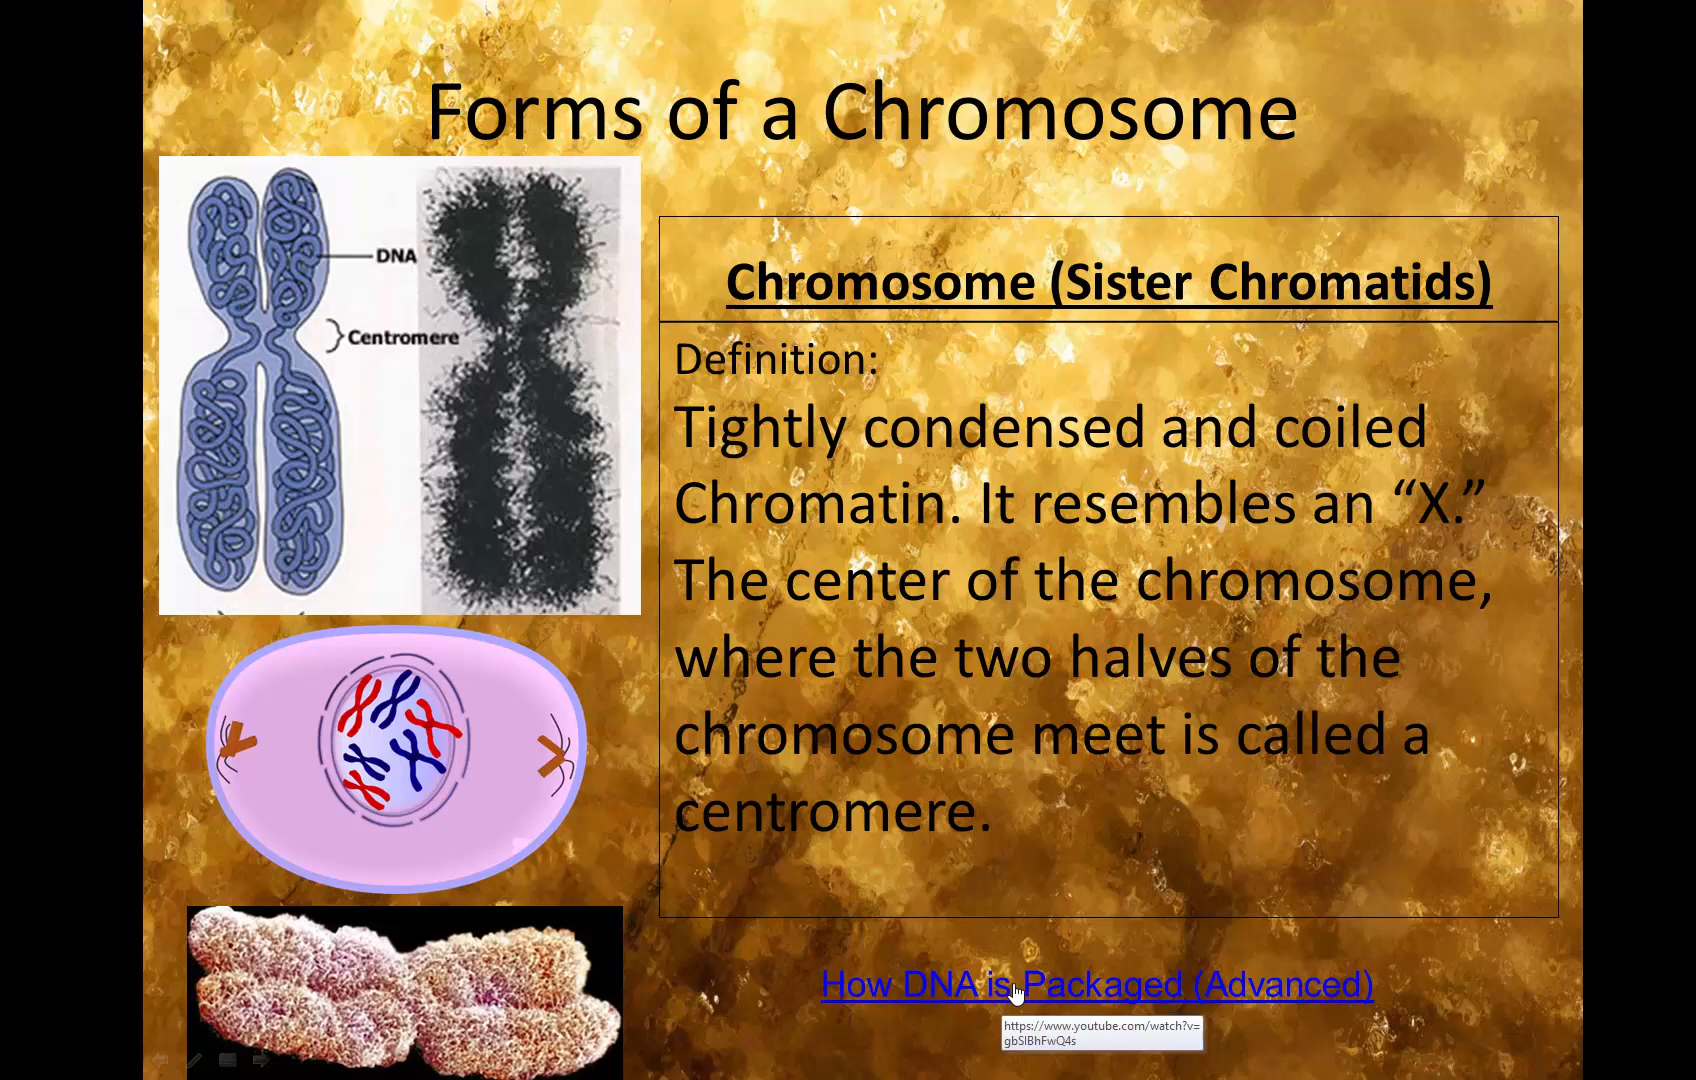 Forms of a Chromosome
DNA
Centromere
Chromosome (Sister Chromatids)
Definition:
Tightly condensed and coiled
Chromatin. It resembles an “X.”
The center of the chromosome,
where the two halves of the
chromosome meet is called a
centromere.
How DNA is Packaged (Advanced)
https://www.youtube.com/watch?v=
gbSIBhFwQ4s